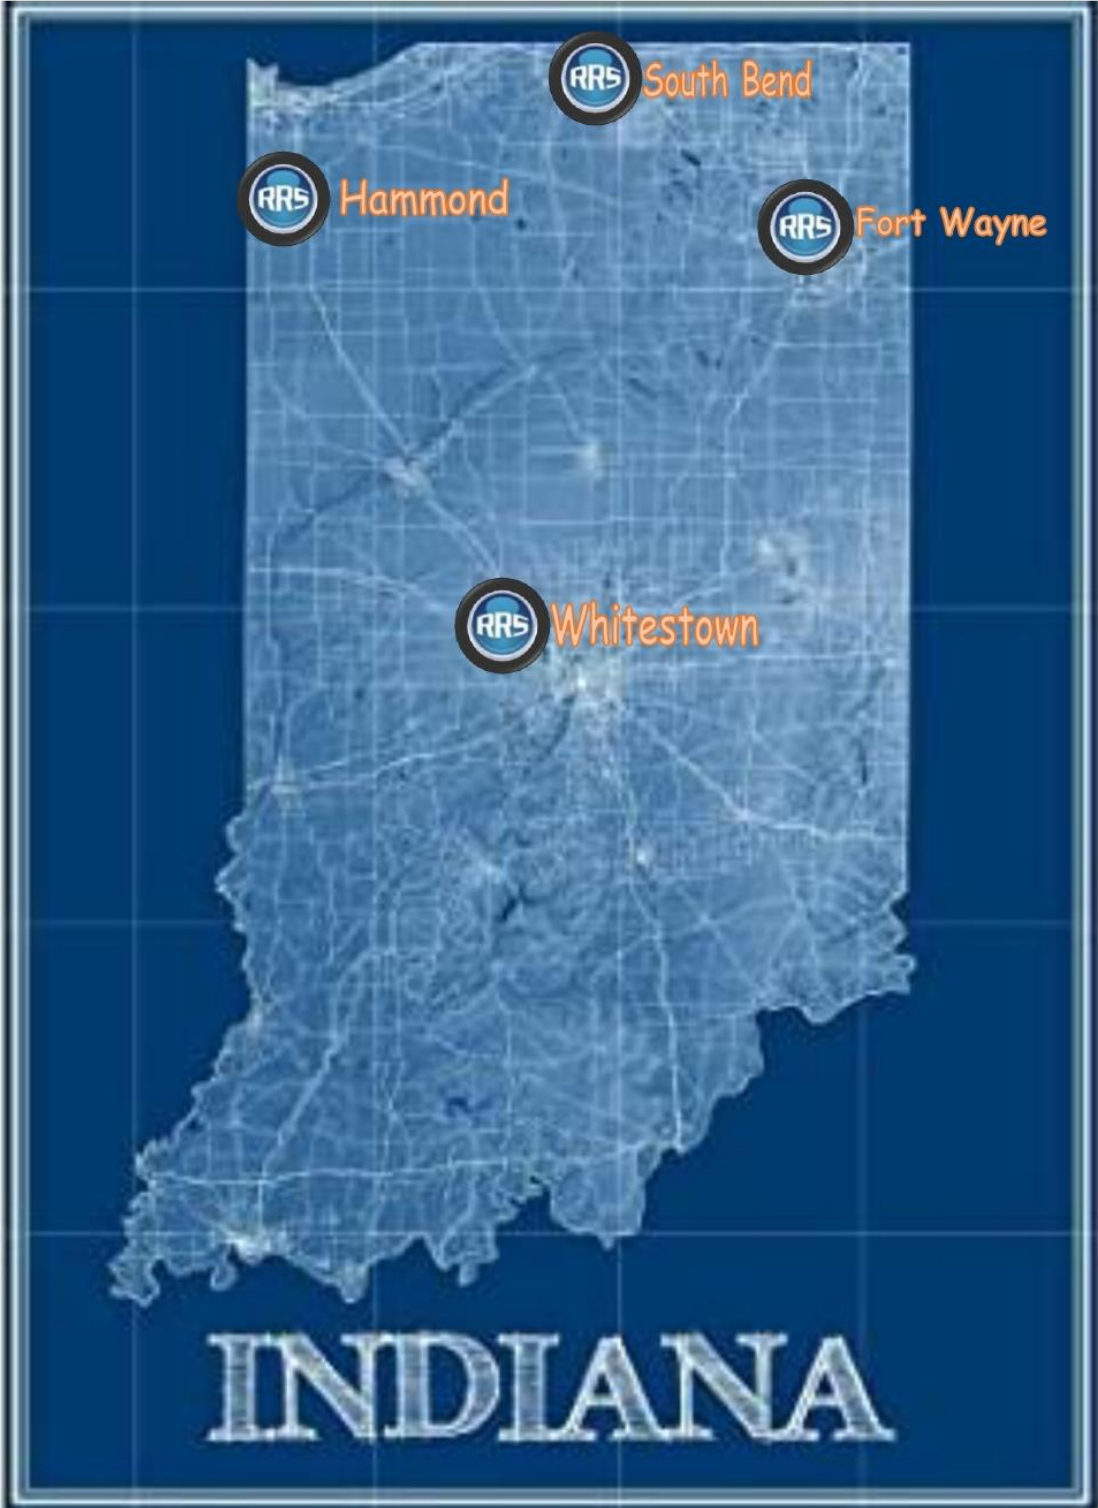 RRS South Bend
RRS Hammond
RRS Fort Wayne
RRS Whitestown
INDIANA